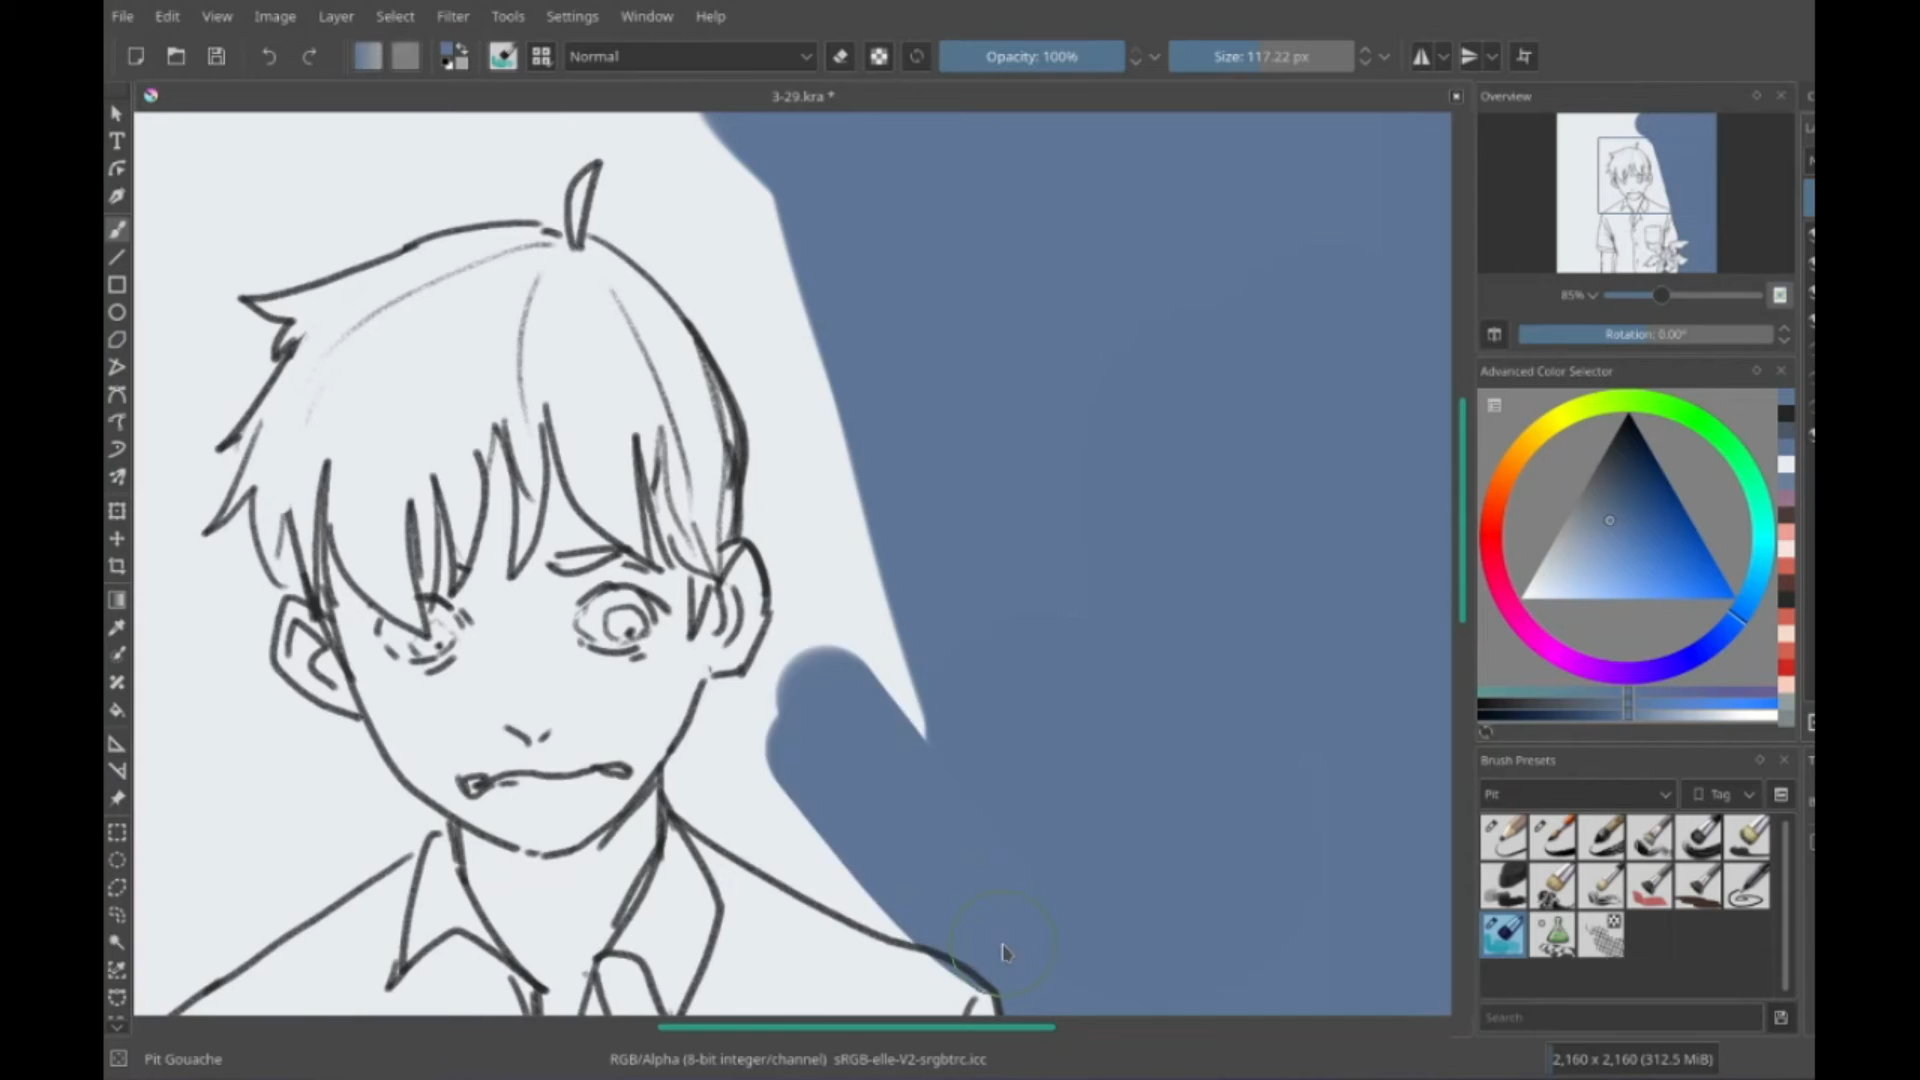 File Edit View Image Layer Select Filter Tools Settings Window Help
Normal
Opacity: 100%
Size: 117.22 px
3-29.kra *
Overview
85%
Rotation: 0.00°
Advanced Color Selector
Brush Presets
Pit
Tag
Search
Pit Gouache
RGB/Alpha (8-bit integer/channel) sRGB-elle-V2-srgbtrc.icc
2,160 x 2,160 (312.5 MiB)